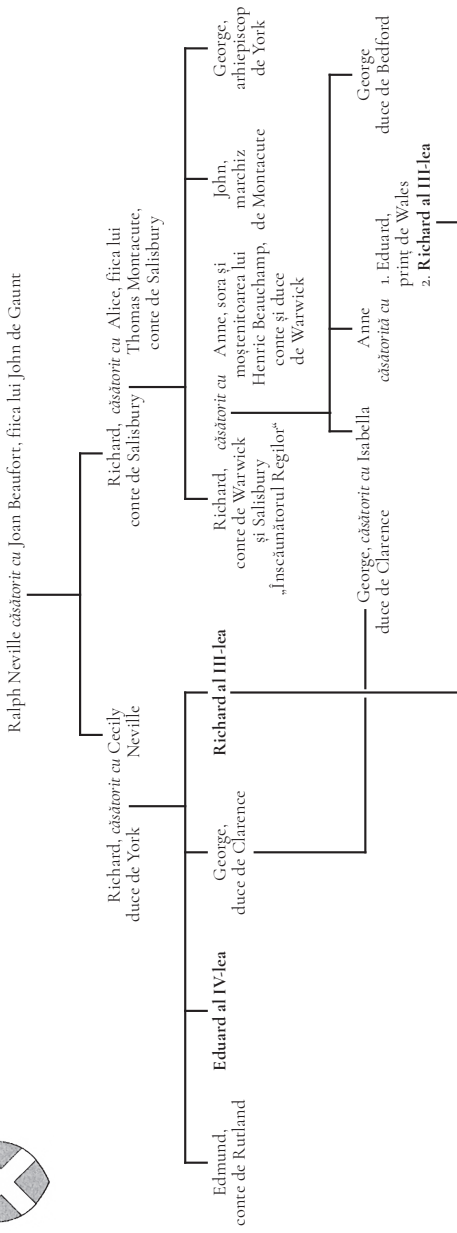 Ralph Neville căsătorit cu Joan Beaufort, fiica lui John de Gaunt
Richard, căsătorit cu Cecily
duce de York Neville
Richard, căsătorit cu Alice, fiica lui
conte de Salisbury Thomas Montacute,
conte de Salisbury
Edmund,
conte de Rutland
Eduard al IV-lea
George,
duce de Clarence
Richard al III-lea
Richard, căsătorit cu Anne, sora și
conte de Warwick moștenitoarea lui
și Salisbury Henric Beauchamp,
„Înscăunătorul Regilor“ conte și duce
de Warwick
John,
marchiz
de Montacute
George,
arhiepiscop
de York
George, căsătorit cu Isabella
duce de Clarence
Anne
căsătorită cu 1. Eduard,
prinț de Wales
2. Richard al III-lea
George
duce de Bedford